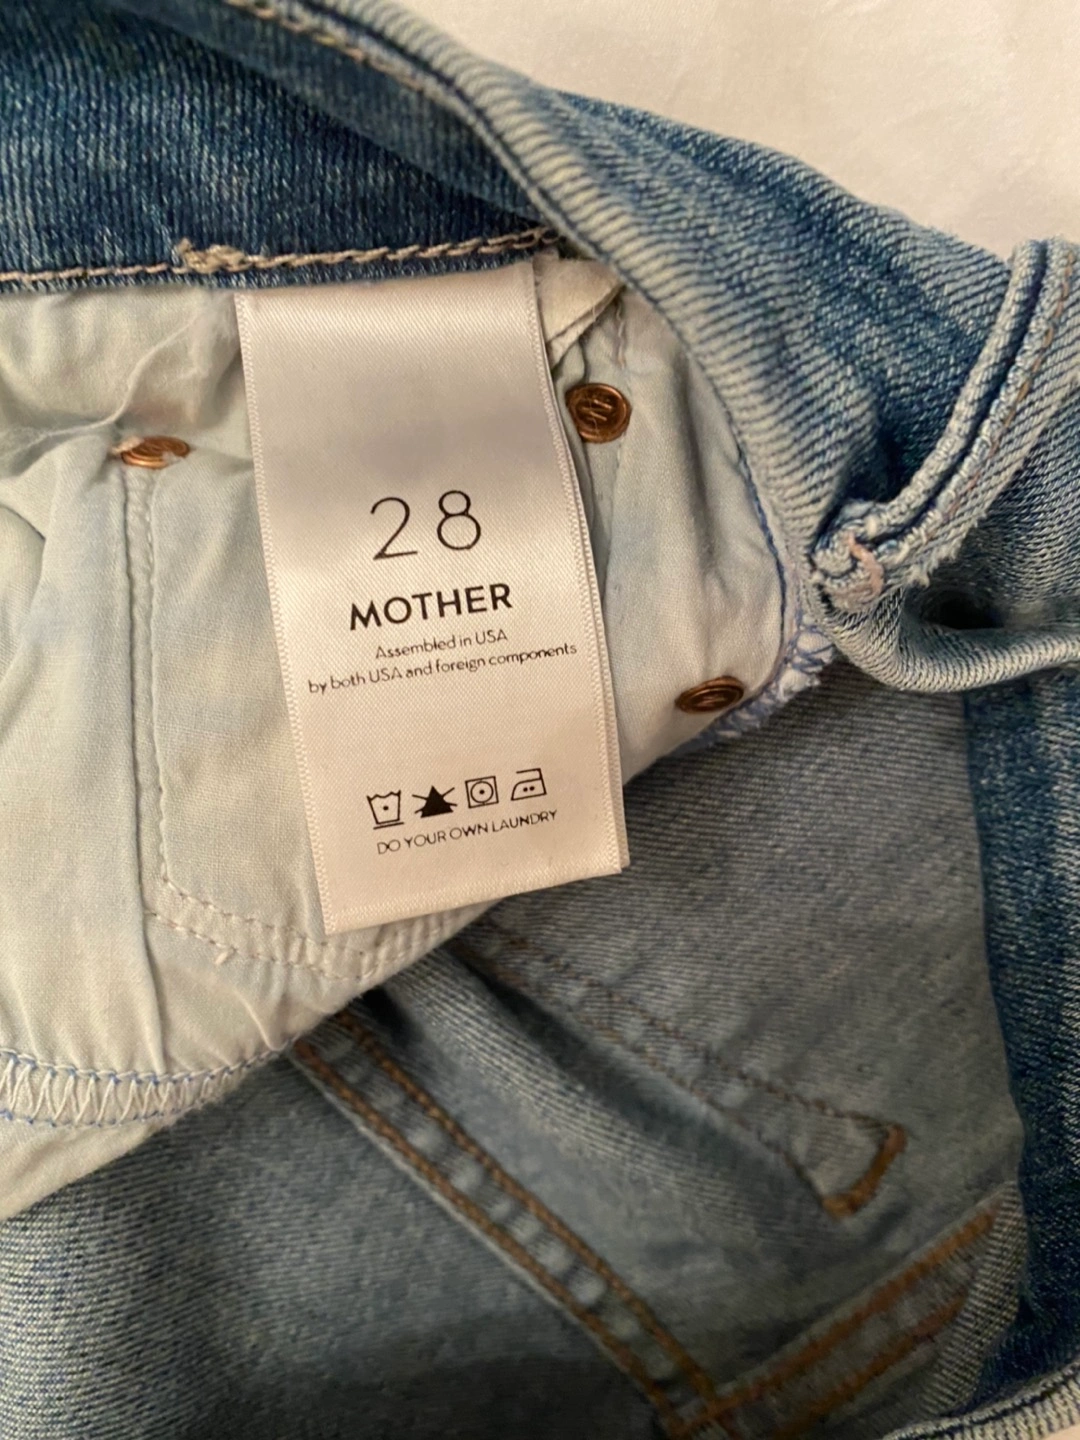 28
MOTHER
Assembled in USA
by both USA and foreign components
DO YOUR OWN LAUNDRY